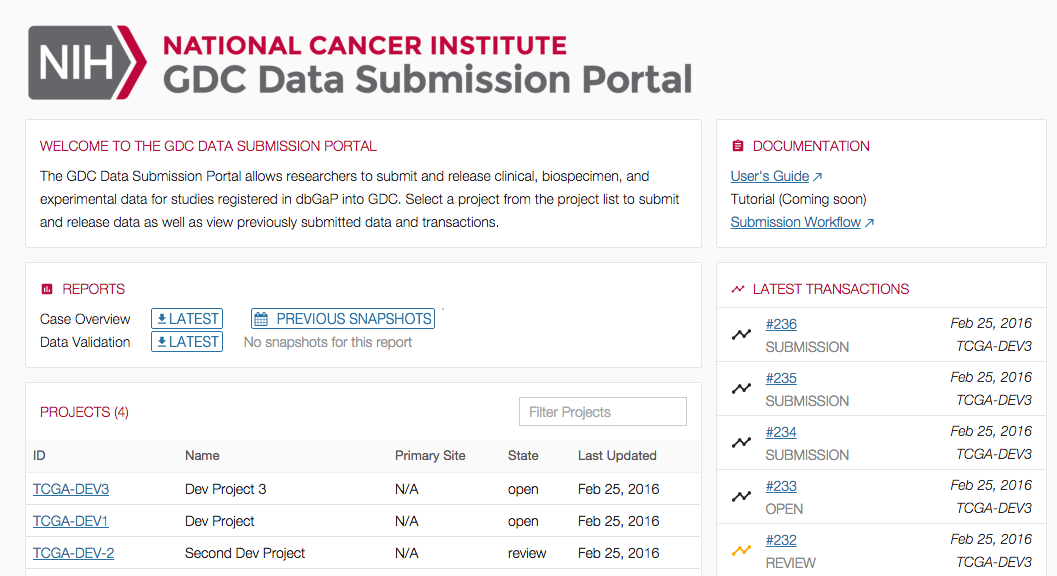 NIH
NATIONAL CANCER INSTITUTE
GDC Data Submission Portal
WELCOME TO THE GDC DATA SUBMISSION PORTAL
The GDC Data Submission Portal allows researchers to submit and release clinical, biospecimen, and
experimental data for studies registered in dbGaP into GDC. Select a project from the project list to submit
and release data as well as view previously submitted data and transactions.
DOCUMENTATION
User's Guide
Tutorial (Coming soon)
Submission Workflow
REPORTS
Case Overview LATEST PREVIOUS SNAPSHOTS
Data Validation LATEST No snapshots for this report
PROJECTS (4) Filter Projects
ID Name Primary Site State Last Updated
TCGA-DEV3 Dev Project 3 N/A open Feb 25, 2016
TCGA-DEV1 Dev Project N/A open Feb 25, 2016
TCGA-DEV-2 Second Dev Project N/A review Feb 25, 2016
LATEST TRANSACTIONS
#236 Feb 25, 2016
SUBMISSION TCGA-DEV3
#235 Feb 25, 2016
SUBMISSION TCGA-DEV3
#234 Feb 25, 2016
SUBMISSION TCGA-DEV3
#233 Feb 25, 2016
OPEN TCGA-DEV3
#232 Feb 25, 2016
REVIEW TCGA-DEV3